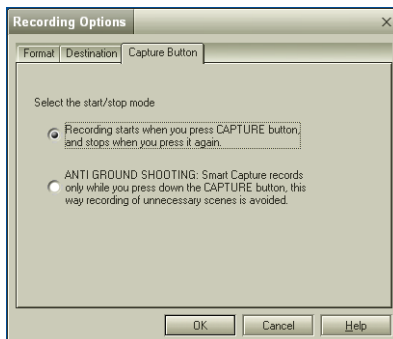 Recording Options
Format Destination Capture Button
Select the start/stop mode
Recording starts when you press CAPTURE button,
and stops when you press it again.
ANTI GROUND SHOOTING: Smart Capture records
only while you press down the CAPTURE button, this
way recording of unnecessary scenes is avoided.
OK Cancel Help